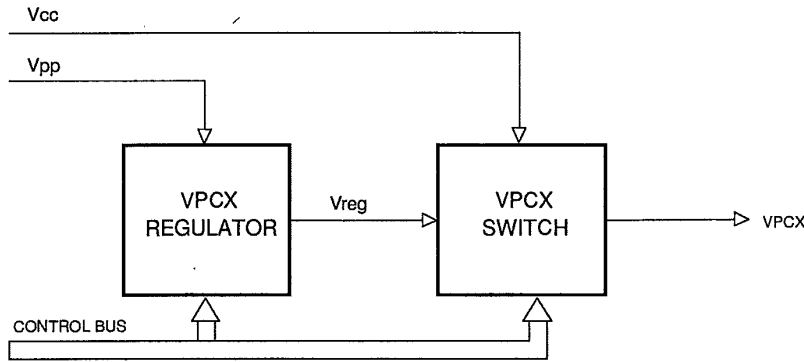 Vcc
Vpp
VPCX
REGULATOR
Vreg
VPCX
SWITCH
VPCX
CONTROL BUS